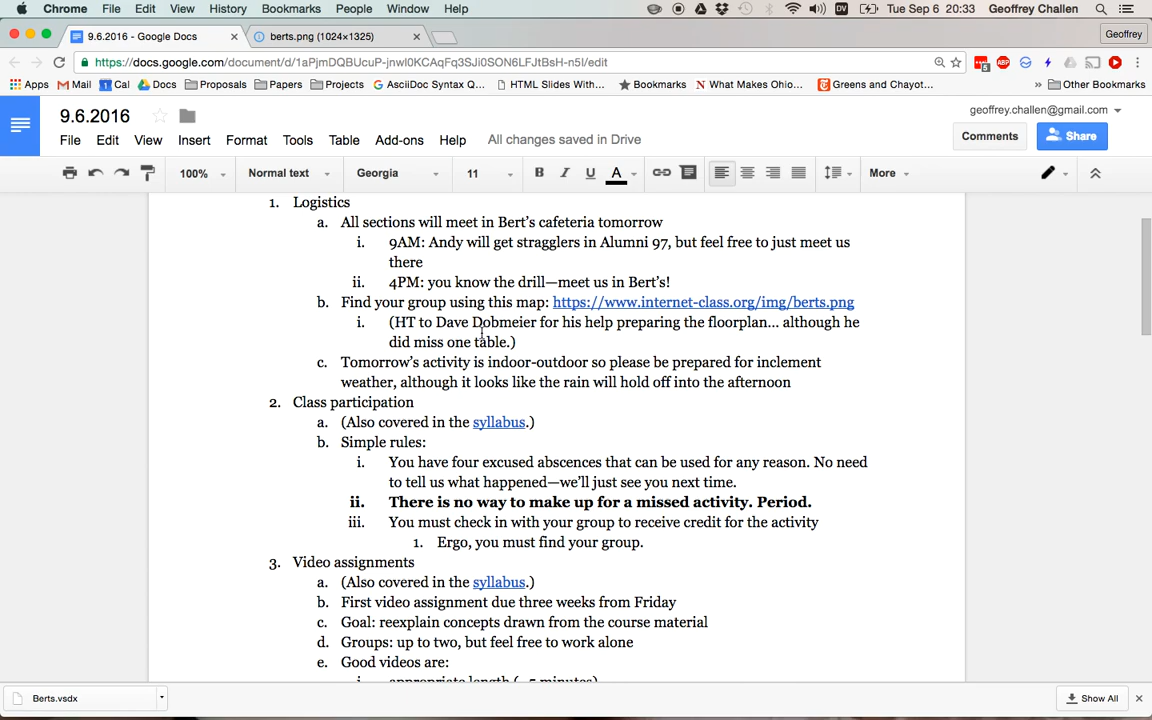 Chrome File Edit View History Bookmarks People Window Help Tue Sep 6 20:33 Geoffrey Challen
9.6.2016 - Google Docs berts.png (1024×1325) Geoffrey
https://docs.google.com/document/d/1aPjmDQBUcuP-jnwl0KCAqFq3SJi0SON6LFJtBsH-n5I/edit
Apps Mail Cal Docs Proposals Papers Projects AsciiDoc Syntax Q... HTML Slides With... Bookmarks What Makes Ohio... Greens and Chayot... » Other Bookmarks
9.6.2016 geoffrey.challen@gmail.com
File Edit View Insert Format Tools Table Add-ons Help All changes saved in Drive Comments Share
100% Normal text Georgia 11 B I U A More
1. Logistics
a. All sections will meet in Bert's cafeteria tomorrow
i. 9AM: Andy will get stragglers in Alumni 97, but feel free to just meet us
there
ii. 4PM: you know the drill—meet us in Bert's!
b. Find your group using this map: https://www.internet-class.org/img/berts.png
i. (HT to Dave Dobmeier for his help preparing the floorplan... although he
did miss one table.)
c. Tomorrow's activity is indoor-outdoor so please be prepared for inclement
weather, although it looks like the rain will hold off into the afternoon
2. Class participation
a. (Also covered in the syllabus.)
b. Simple rules:
i. You have four excused abscences that can be used for any reason. No need
to tell us what happened—we'll just see you next time.
ii. There is no way to make up for a missed activity. Period.
iii. You must check in with your group to receive credit for the activity
1. Ergo, you must find your group.
3. Video assignments
a. (Also covered in the syllabus.)
b. First video assignment due three weeks from Friday
c. Goal: reexplain concepts drawn from the course material
d. Groups: up to two, but feel free to work alone
e. Good videos are:
i. appropriate length (~5 minutes)
Berts.vsdx Show All